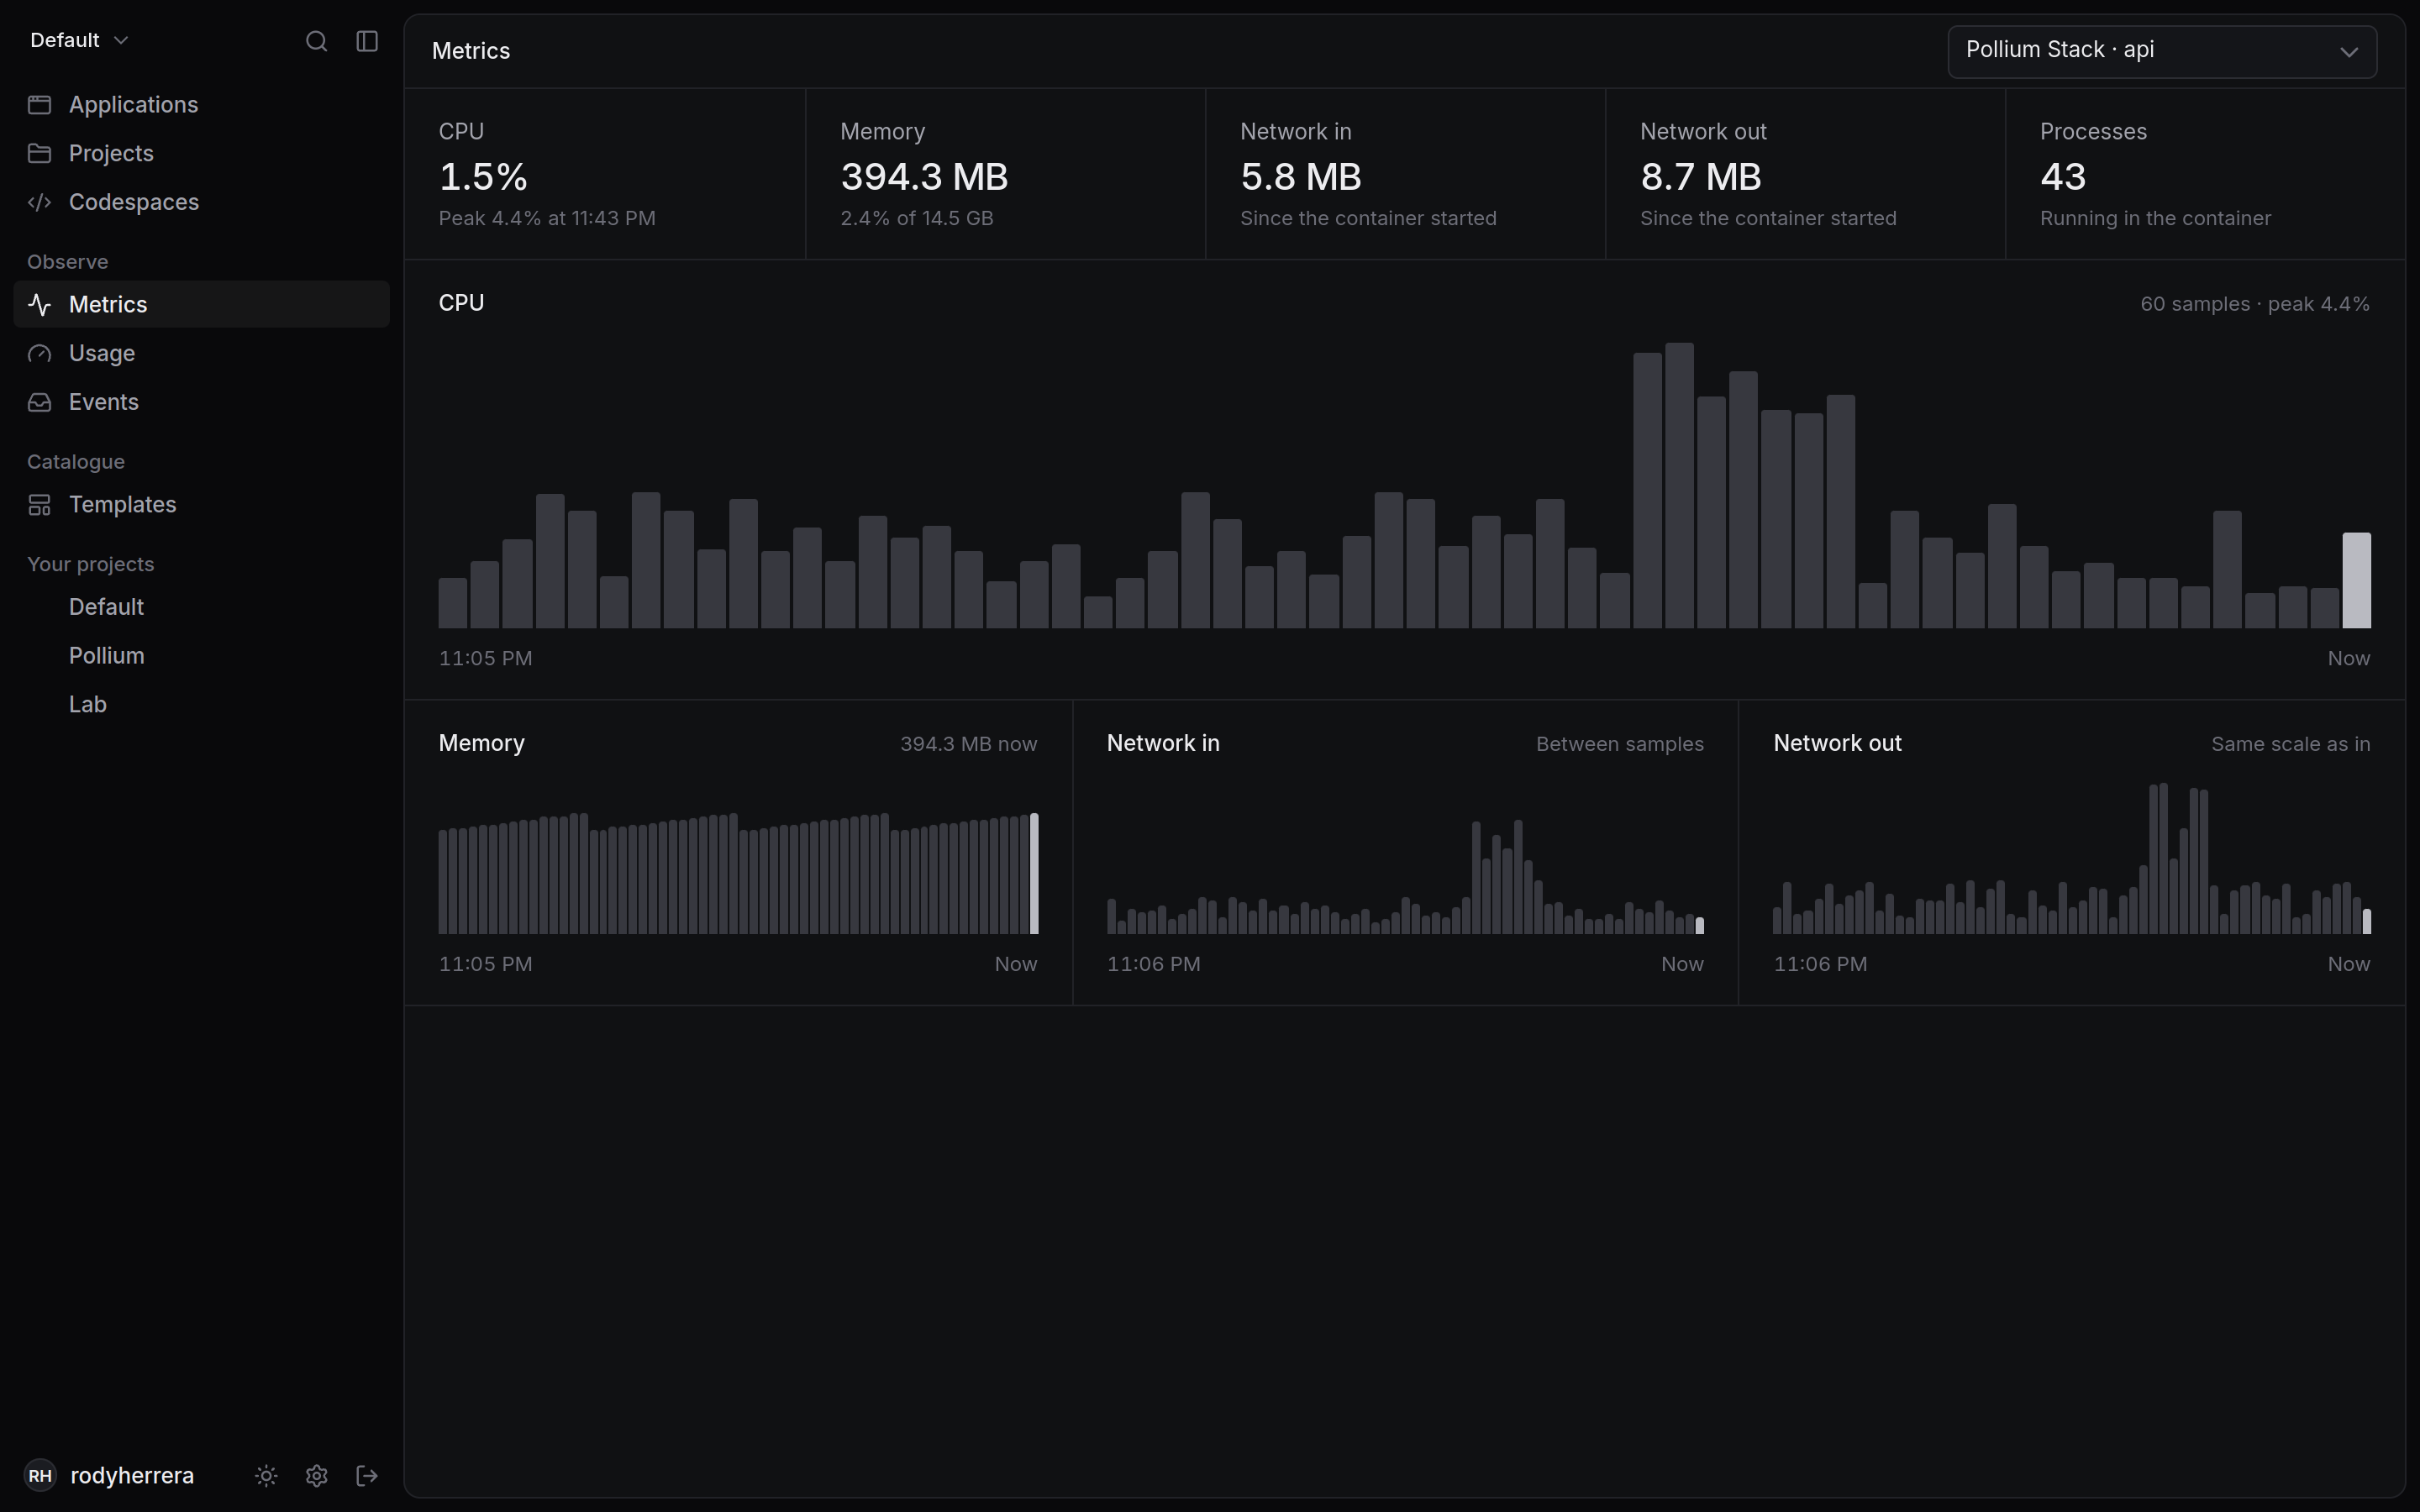 Default
Applications
Projects
Codespaces
Observe
Metrics
Usage
Events
Catalogue
Templates
Your projects
Default
Pollium
Lab
RH rodyherrera
Metrics
Pollium Stack · api
CPU
1.5%
Peak 4.4% at 11:43 PM
Memory
394.3 MB
2.4% of 14.5 GB
Network in
5.8 MB
Since the container started
Network out
8.7 MB
Since the container started
Processes
43
Running in the container
CPU
60 samples · peak 4.4%
11:05 PM
Now
Memory
394.3 MB now
11:05 PM
Now
Network in
Between samples
11:06 PM
Now
Network out
Same scale as in
11:06 PM
Now